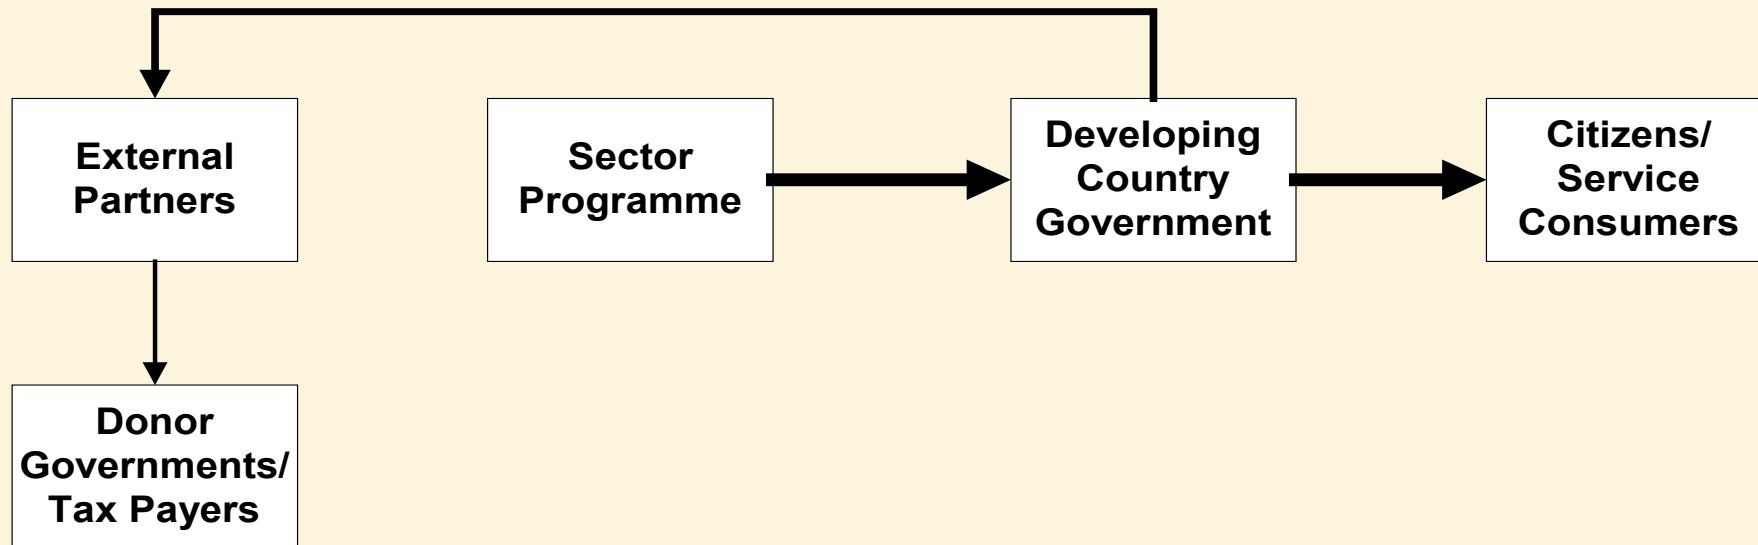 External
Partners
Sector
Programme
Developing
Country
Government
Citizens/
Service
Consumers
Donor
Governments/
Tax Payers